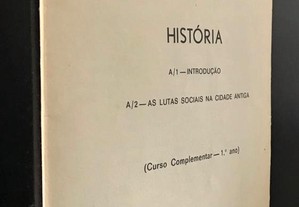 HISTÓRIA
A/1 — INTRODUÇÃO
A/2 — AS LUTAS SOCIAIS NA CIDADE ANTIGA
(Curso Complementar — 1.º ano)